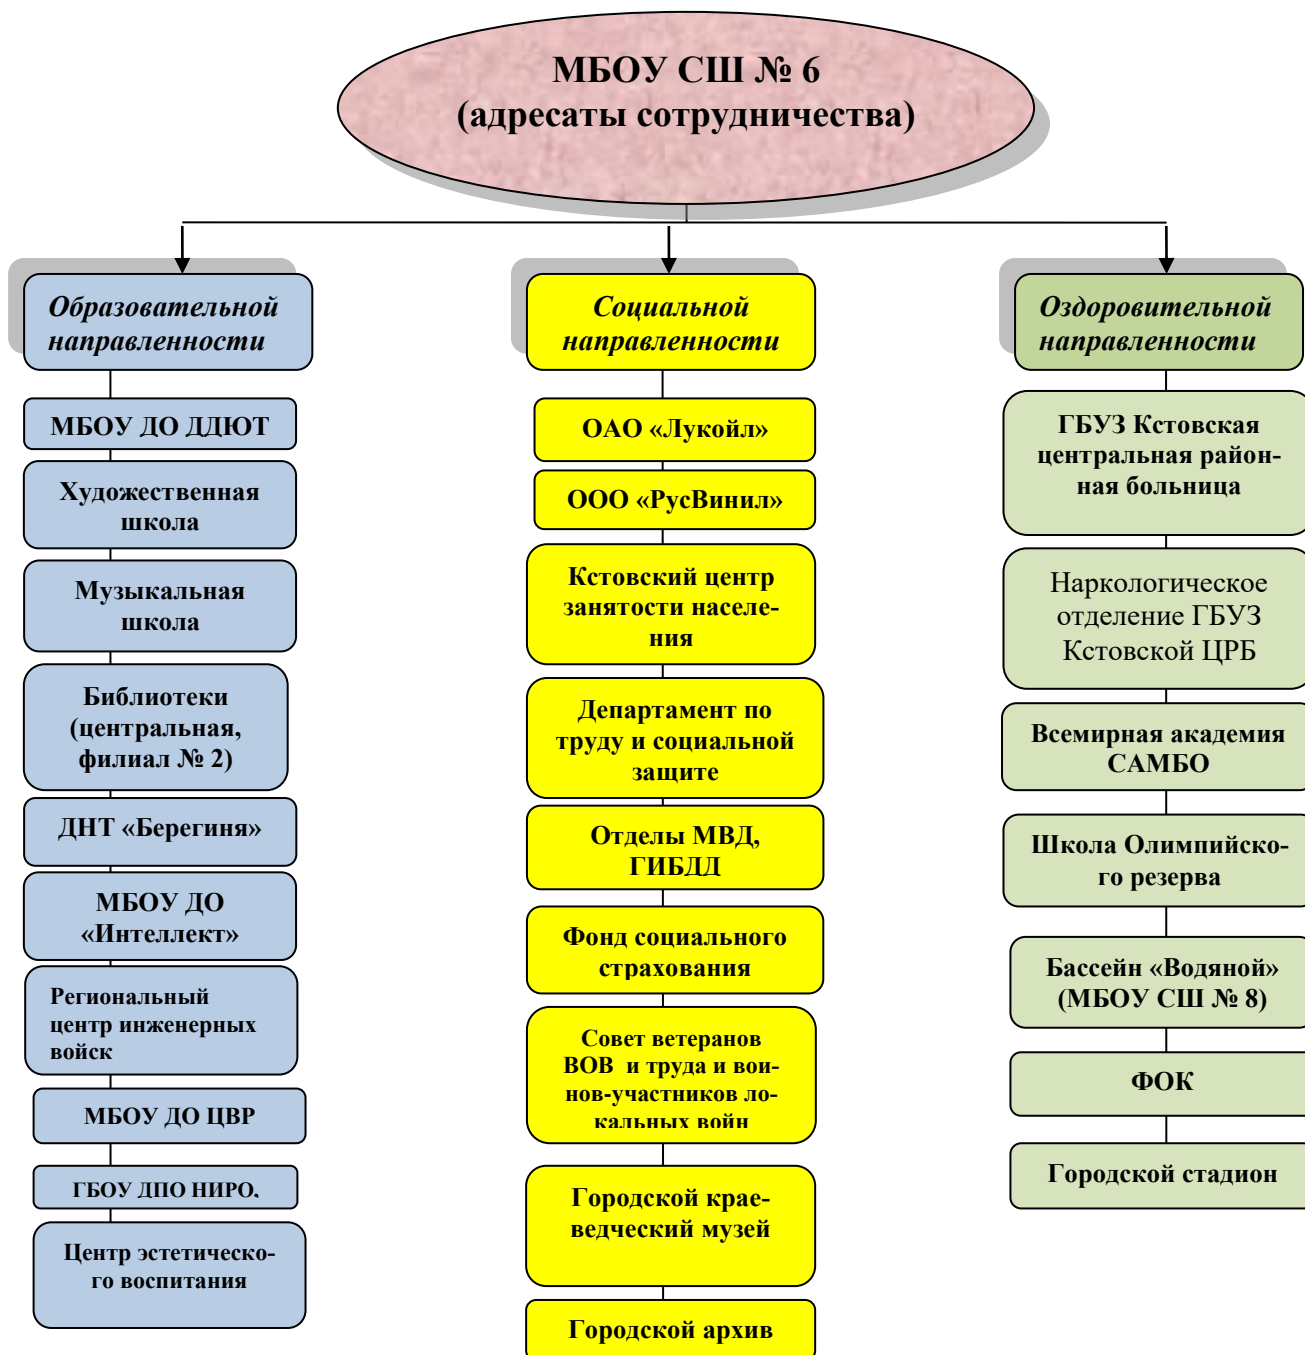 МБОУ СШ № 6
(адресаты сотрудничества)
Образовательной
направленности
МБОУ ДО ДДЮТ
Художественная
школа
Музыкальная
школа
Библиотеки
(центральная,
филиал № 2)
ДНТ «Берегиня»
МБОУ ДО
«Интеллект»
Региональный
центр инженерных
войск
МБОУ ДО ЦВР
ГБОУ ДПО НИРО,
Центр эстетическо-
го воспитания
Социальной
направленности
ОАО «Лукойл»
ООО «РусВинил»
Кстовский центр
занятости населе-
ния
Департамент по
труду и социальной
защите
Отделы МВД,
ГИБДД
Фонд социального
страхования
Совет ветеранов
ВОВ и труда и вои-
нов-участников ло-
кальных войн
Городской крае-
ведческий музей
Городской архив
Оздоровительной
направленности
ГБУЗ Кстовская
центральная район-
ная больница
Наркологическое
отделение ГБУЗ
Кстовской ЦРБ
Всемирная академия
САМБО
Школа Олимпийско-
го резерва
Бассейн «Водяной»
(МБОУ СШ № 8)
ФОК
Городской стадион